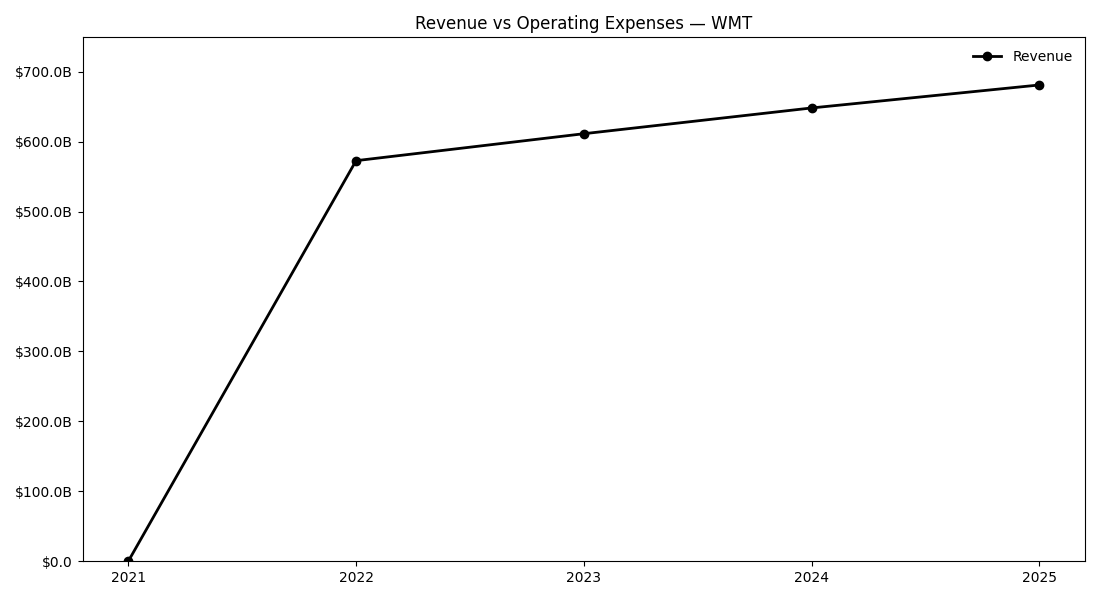 Revenue vs Operating Expenses — WMT
Revenue
$700.0B
$600.0B
$500.0B
$400.0B
$300.0B
$200.0B
$100.0B
$0.0
2021 2022 2023 2024 2025